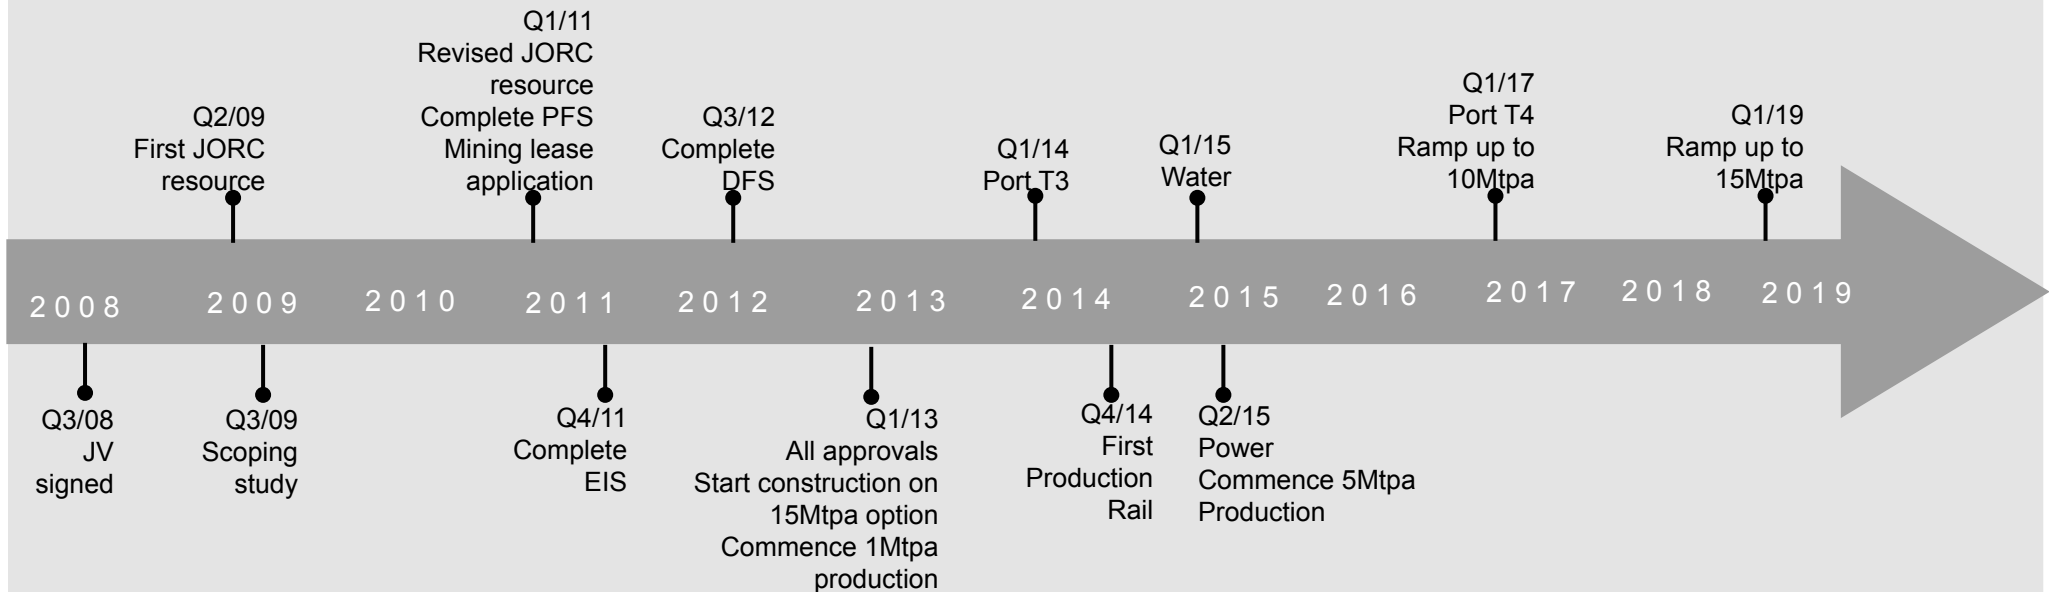 Q2/09
First JORC
resource
Q1/11
Revised JORC
resource
Complete PFS
Mining lease
application
Q3/12
Complete
DFS
Q1/14
Port T3
Q1/15
Water
Q1/17
Port T4
Ramp up to
10Mtpa
Q1/19
Ramp up to
15Mtpa
2008
2009
2010
2011
2012
2013
2014
2015
2016
2017
2018
2019
Q3/08
JV
signed
Q3/09
Scoping
study
Q4/11
Complete
EIS
Q1/13
All approvals
Start construction on
15Mtpa option
Commence 1Mtpa
production
Q4/14
First
Production
Rail
Q2/15
Power
Commence 5Mtpa
Production